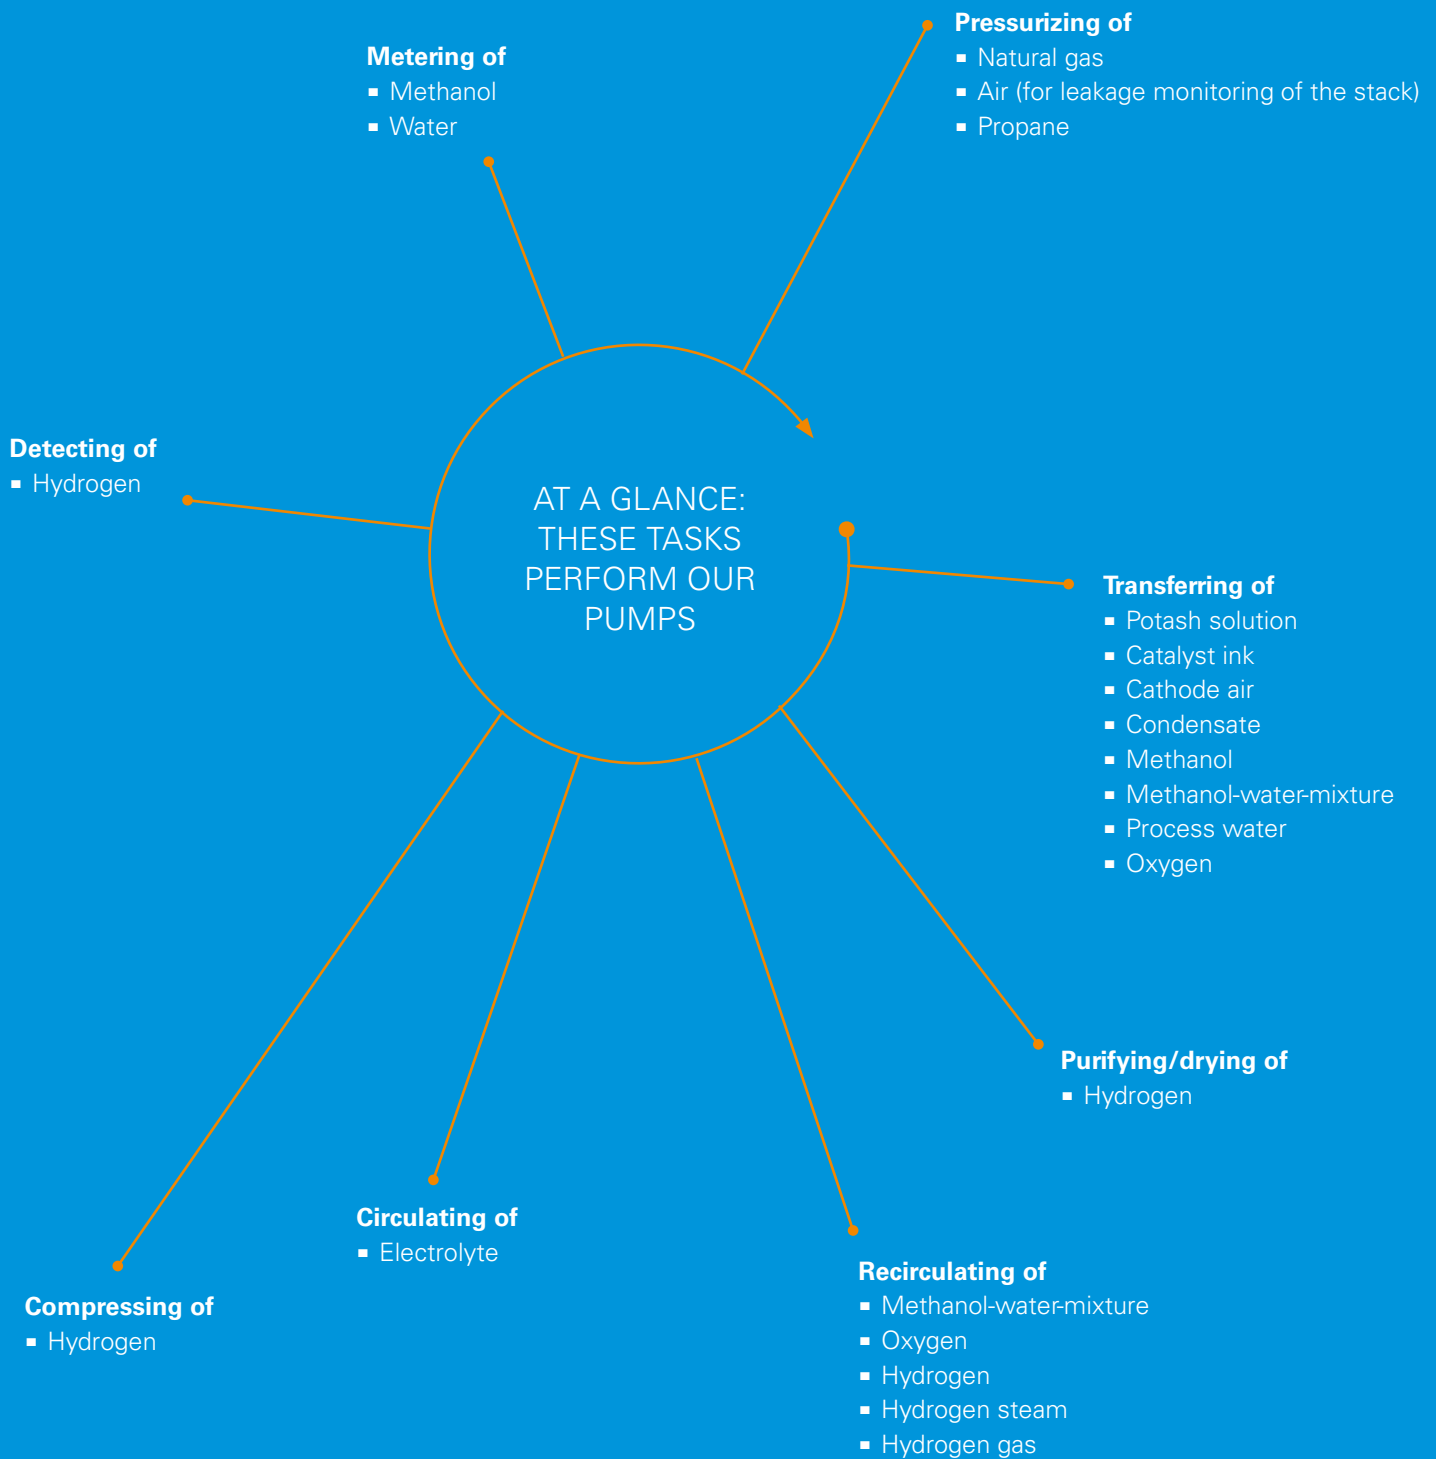 Pressurizing of
▪ Natural gas
▪ Air (for leakage monitoring of the stack)
▪ Propane
Metering of
▪ Methanol
▪ Water
Detecting of
▪ Hydrogen
AT A GLANCE:
THESE TASKS
PERFORM OUR
PUMPS
Transferring of
▪ Potash solution
▪ Catalyst ink
▪ Cathode air
▪ Condensate
▪ Methanol
▪ Methanol-water-mixture
▪ Process water
▪ Oxygen
Purifying/drying of
▪ Hydrogen
Circulating of
▪ Electrolyte
Recirculating of
▪ Methanol-water-mixture
▪ Oxygen
▪ Hydrogen
▪ Hydrogen steam
▪ Hydrogen gas
Compressing of
▪ Hydrogen